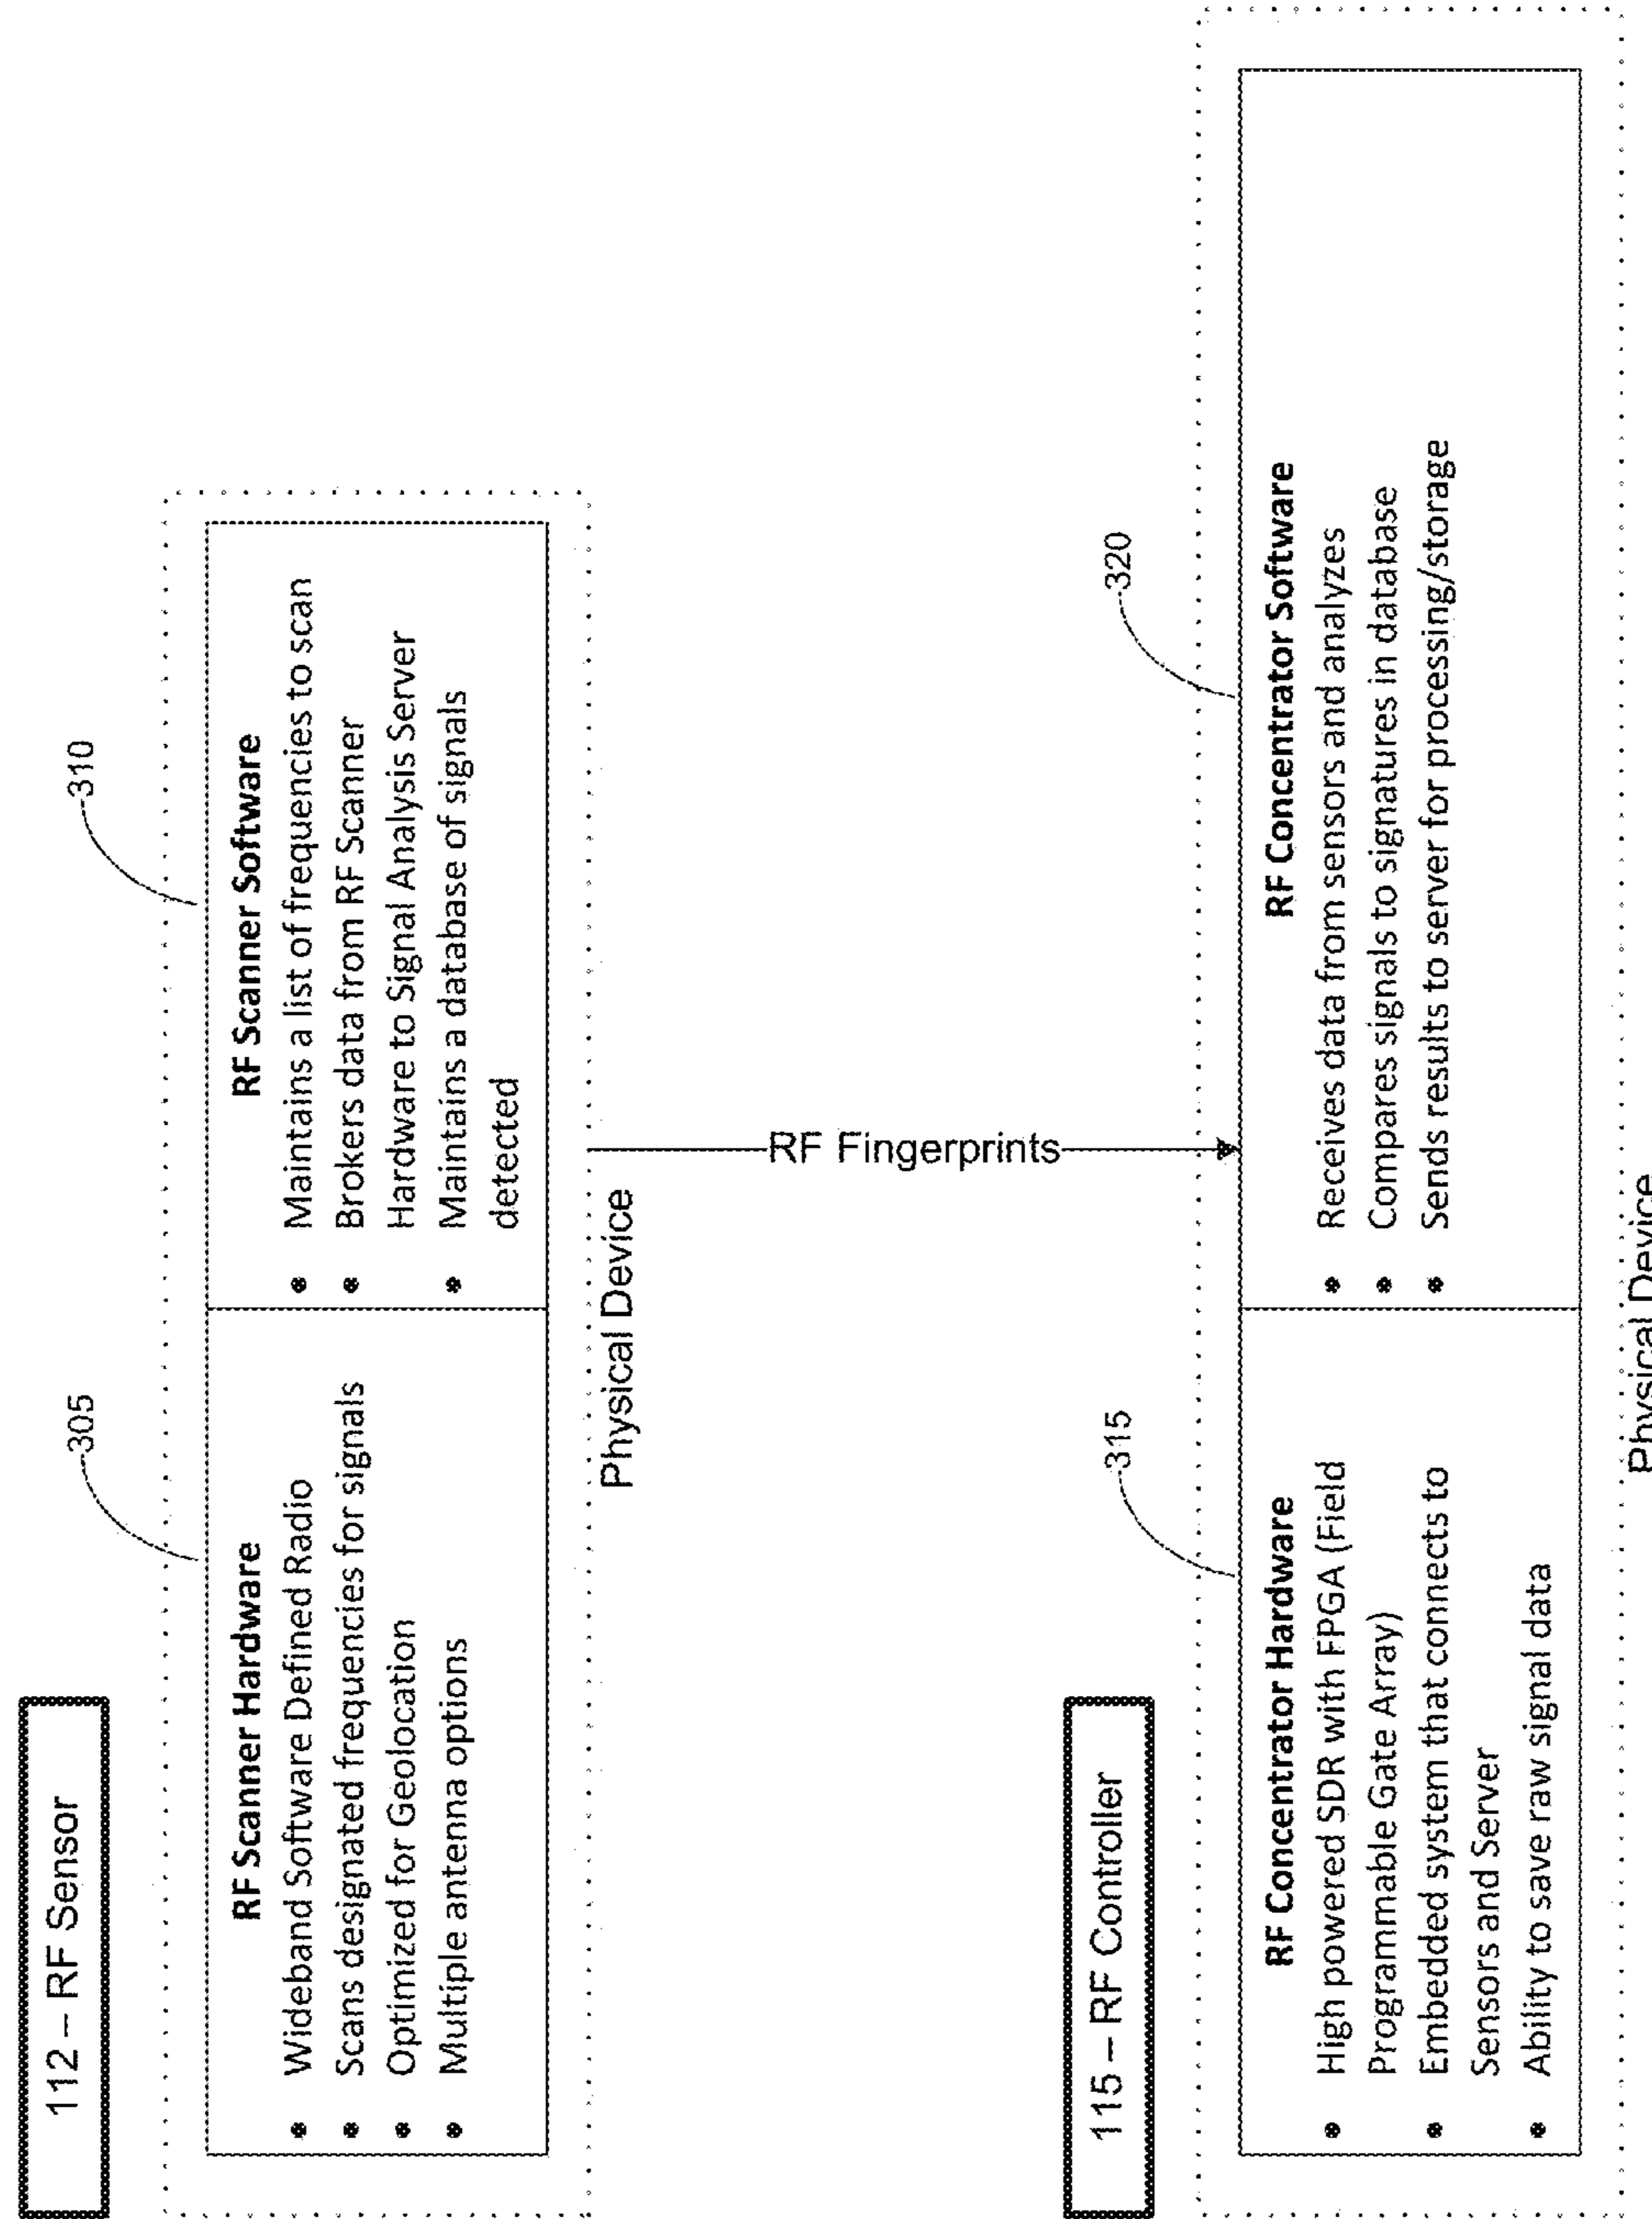 112 – RF Sensor
305
310
RF Scanner Hardware
• Wideband Software Defined Radio
• Scans designated frequencies for signals
• Optimized for Geolocation
• Multiple antenna options
RF Scanner Software
• Maintains a list of frequencies to scan
• Brokers data from RF Scanner
Hardware to Signal Analysis Server
• Maintains a database of signals
detected
Physical Device
RF Fingerprints
115 – RF Controller
315
320
RF Concentrator Hardware
• High powered SDR with FPGA (Field
Programmable Gate Array)
• Embedded system that connects to
Sensors and Server
• Ability to save raw signal data
RF Concentrator Software
• Receives data from sensors and analyzes
• Compares signals to signatures in database
• Sends results to server for processing/storage
Physical Device